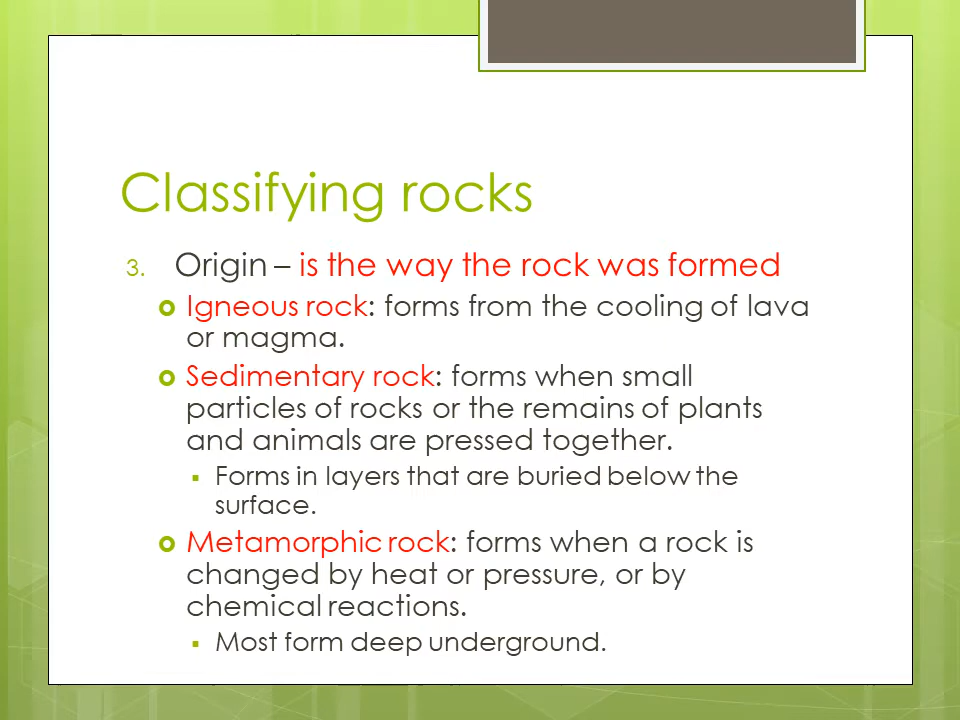 Classifying rocks
3. Origin – is the way the rock was formed
Igneous rock: forms from the cooling of lava
or magma.
Sedimentary rock: forms when small
particles of rocks or the remains of plants
and animals are pressed together.
Forms in layers that are buried below the
surface.
Metamorphic rock: forms when a rock is
changed by heat or pressure, or by
chemical reactions.
Most form deep underground.